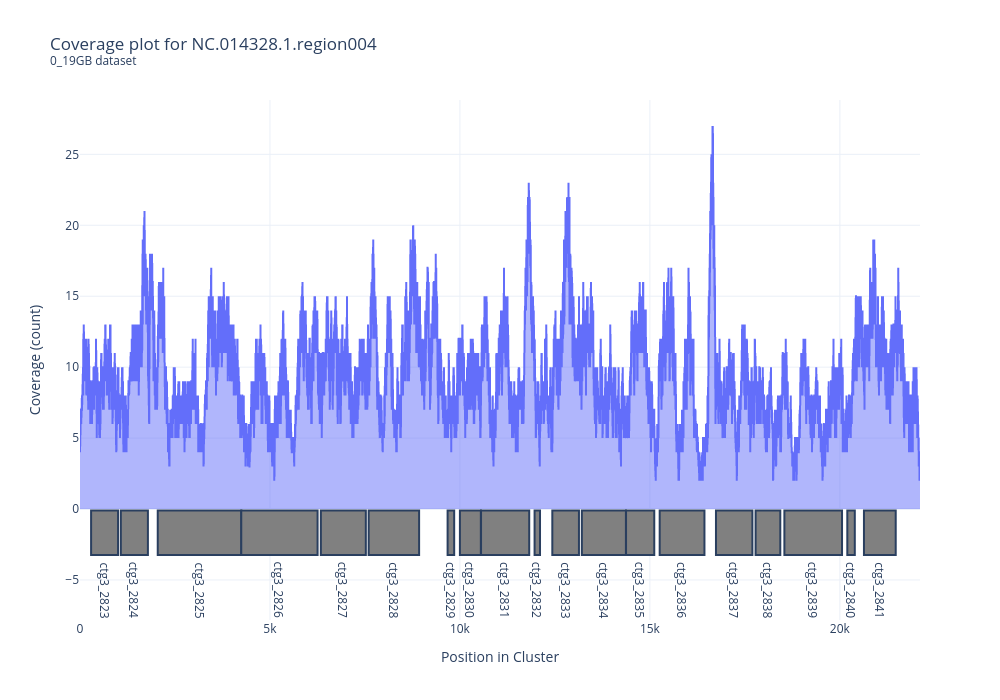 Coverage plot for NC.014328.1.region004
0_19GB dataset
Coverage (count)
25
20
15
10
5
0
−5
ctg3_2823
ctg3_2824
ctg3_2825
ctg3_2826
ctg3_2827
ctg3_2828
ctg3_2829
ctg3_2830
ctg3_2831
ctg3_2832
ctg3_2833
ctg3_2834
ctg3_2835
ctg3_2836
ctg3_2837
ctg3_2838
ctg3_2839
ctg3_2840
ctg3_2841
0
5k
10k
15k
20k
Position in Cluster